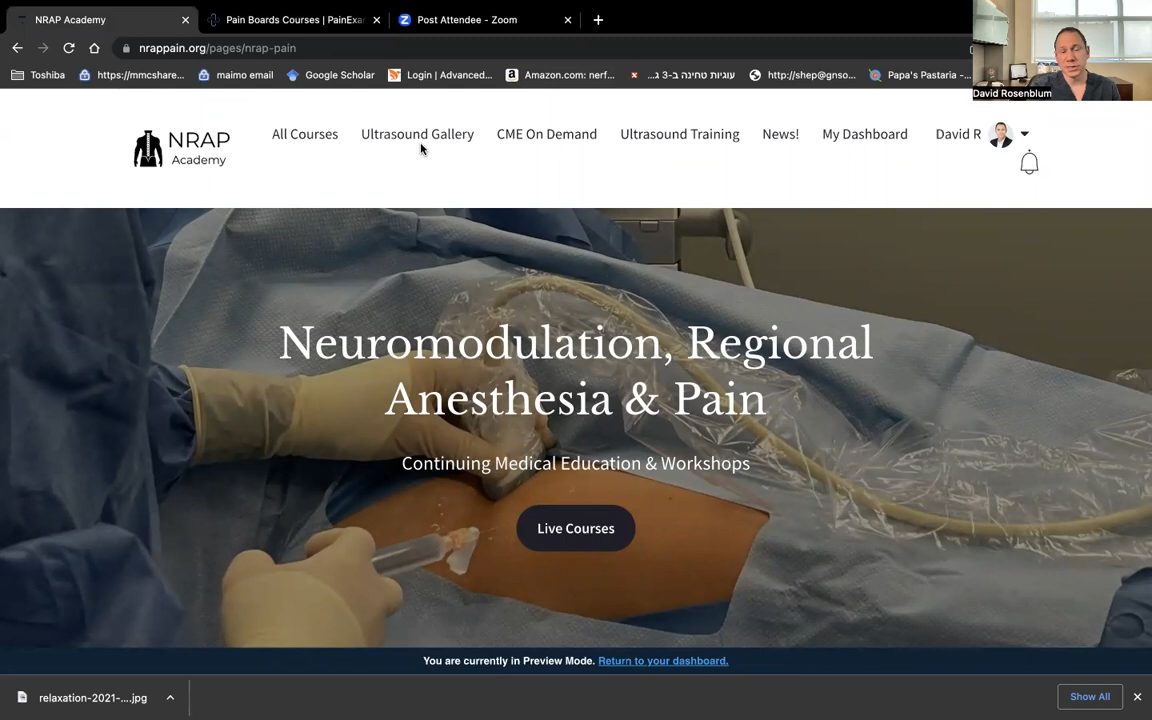 NRAP Academy
Pain Boards Courses | PainExa
Post Attendee - Zoom
nrappain.org/pages/nrap-pain
Toshiba
https://mmcshare...
maimo email
Google Scholar
Login | Advanced...
Amazon.com: nerf...
עוגיות טחינה ב-3 ג...
http://shep@gnso...
Papa's Pastaria -...
David Rosenblum
NRAP
Academy
All Courses
Ultrasound Gallery
CME On Demand
Ultrasound Training
News!
My Dashboard
David R
Neuromodulation, Regional
Anesthesia & Pain
Continuing Medical Education & Workshops
Live Courses
You are currently in Preview Mode. Return to your dashboard.
relaxation-2021-....jpg
Show All